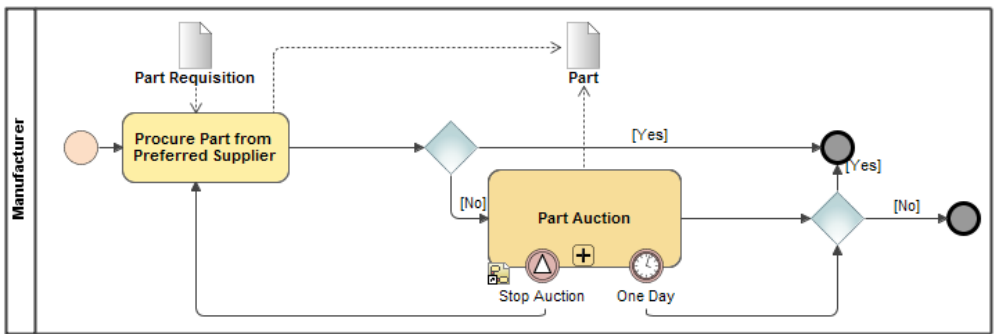 Manufacturer
Part Requisition
Part
Procure Part from
Preferred Supplier
[Yes]
[Yes]
[No]
Part Auction
[No]
Stop Auction
One Day